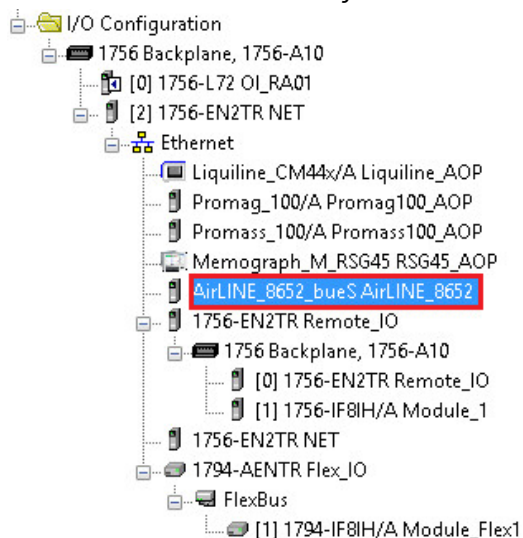 I/O Configuration
1756 Backplane, 1756-A10
[0] 1756-L72 OI_RA01
[2] 1756-EN2TR NET
Ethernet
Liquiline_CM44x/A Liquiline_AOP
Promag_100/A Promag100_AOP
Promass_100/A Promass100_AOP
Memograph_M_RSG45 RSG45_AOP
AirLINE_8652_bueS AirLINE_8652
1756-EN2TR Remote_IO
1756 Backplane, 1756-A10
[0] 1756-EN2TR Remote_IO
[1] 1756-IF8IH/A Module_1
1756-EN2TR NET
1794-AENTR Flex_IO
FlexBus
[1] 1794-IF8IH/A Module_Flex1